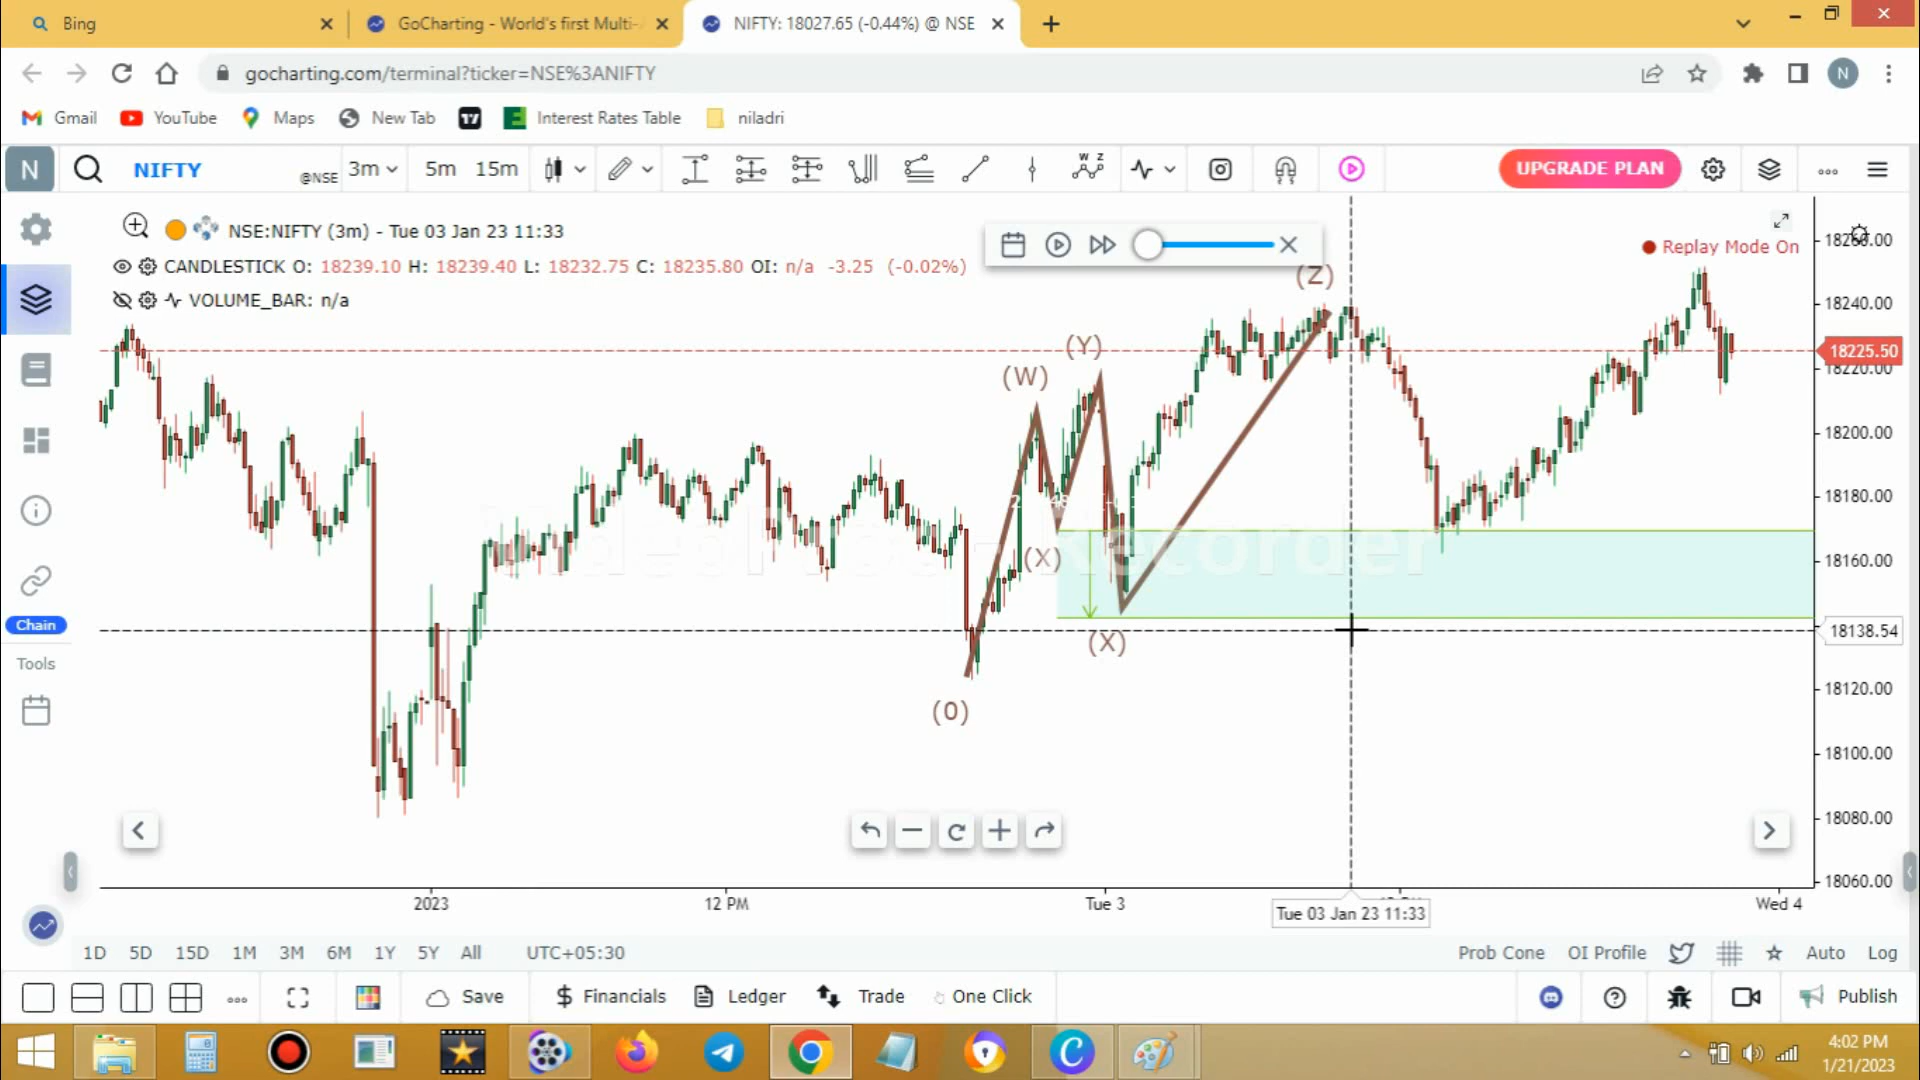 Bing
GoCharting - World's first Multi-
NIFTY: 18027.65 (-0.44%) @ NSE
gocharting.com/terminal?ticker=NSE%3ANIFTY
N
Gmail
YouTube
Maps
New Tab
Interest Rates Table
niladri
N
NIFTY
@NSE
3m
5m
15m
W Z
UPGRADE PLAN
NSE:NIFTY (3m) - Tue 03 Jan 23 11:33
CANDLESTICK O: 18239.10 H: 18239.40 L: 18232.75 C: 18235.80 OI: n/a -3.25 (-0.02%)
VOLUME_BAR: n/a
Replay Mode On
(Z)
(Y)
(W)
(X)
(X)
(0)
Recorder
18260.00
18240.00
18225.50
18220.00
18200.00
18180.00
18160.00
18138.54
18120.00
18100.00
18080.00
18060.00
Chain
Tools
2023
12 PM
Tue 3
Tue 03 Jan 23 11:33
Wed 4
1D
5D
15D
1M
3M
6M
1Y
5Y
All
UTC+05:30
Prob Cone
OI Profile
Auto
Log
Save
$ Financials
Ledger
Trade
One Click
Publish
4:02 PM
1/21/2023